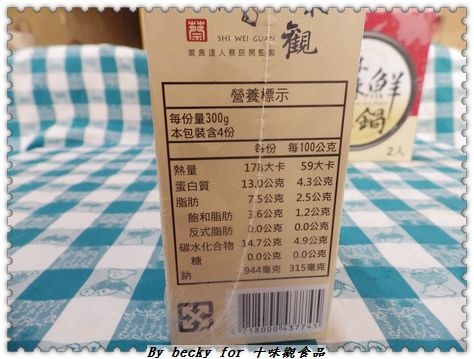 觀
SHI WEI GUAN
蔡
美食達人蔡辰男監製
營養標示
每份量300g
本包裝含4份
每份 每100公克
熱量 178大卡 59大卡
蛋白質 13.0公克 4.3公克
脂肪 7.5公克 2.5公克
飽和脂肪 3.6公克 1.2公克
反式脂肪 0.0公克 0.0公克
碳水化合物 14.7公克 4.9公克
糖 0.0公克 0.0公克
鈉 944毫克 315毫克
4 718000 437745
鮮
鍋
2人
By becky for 十味觀食品